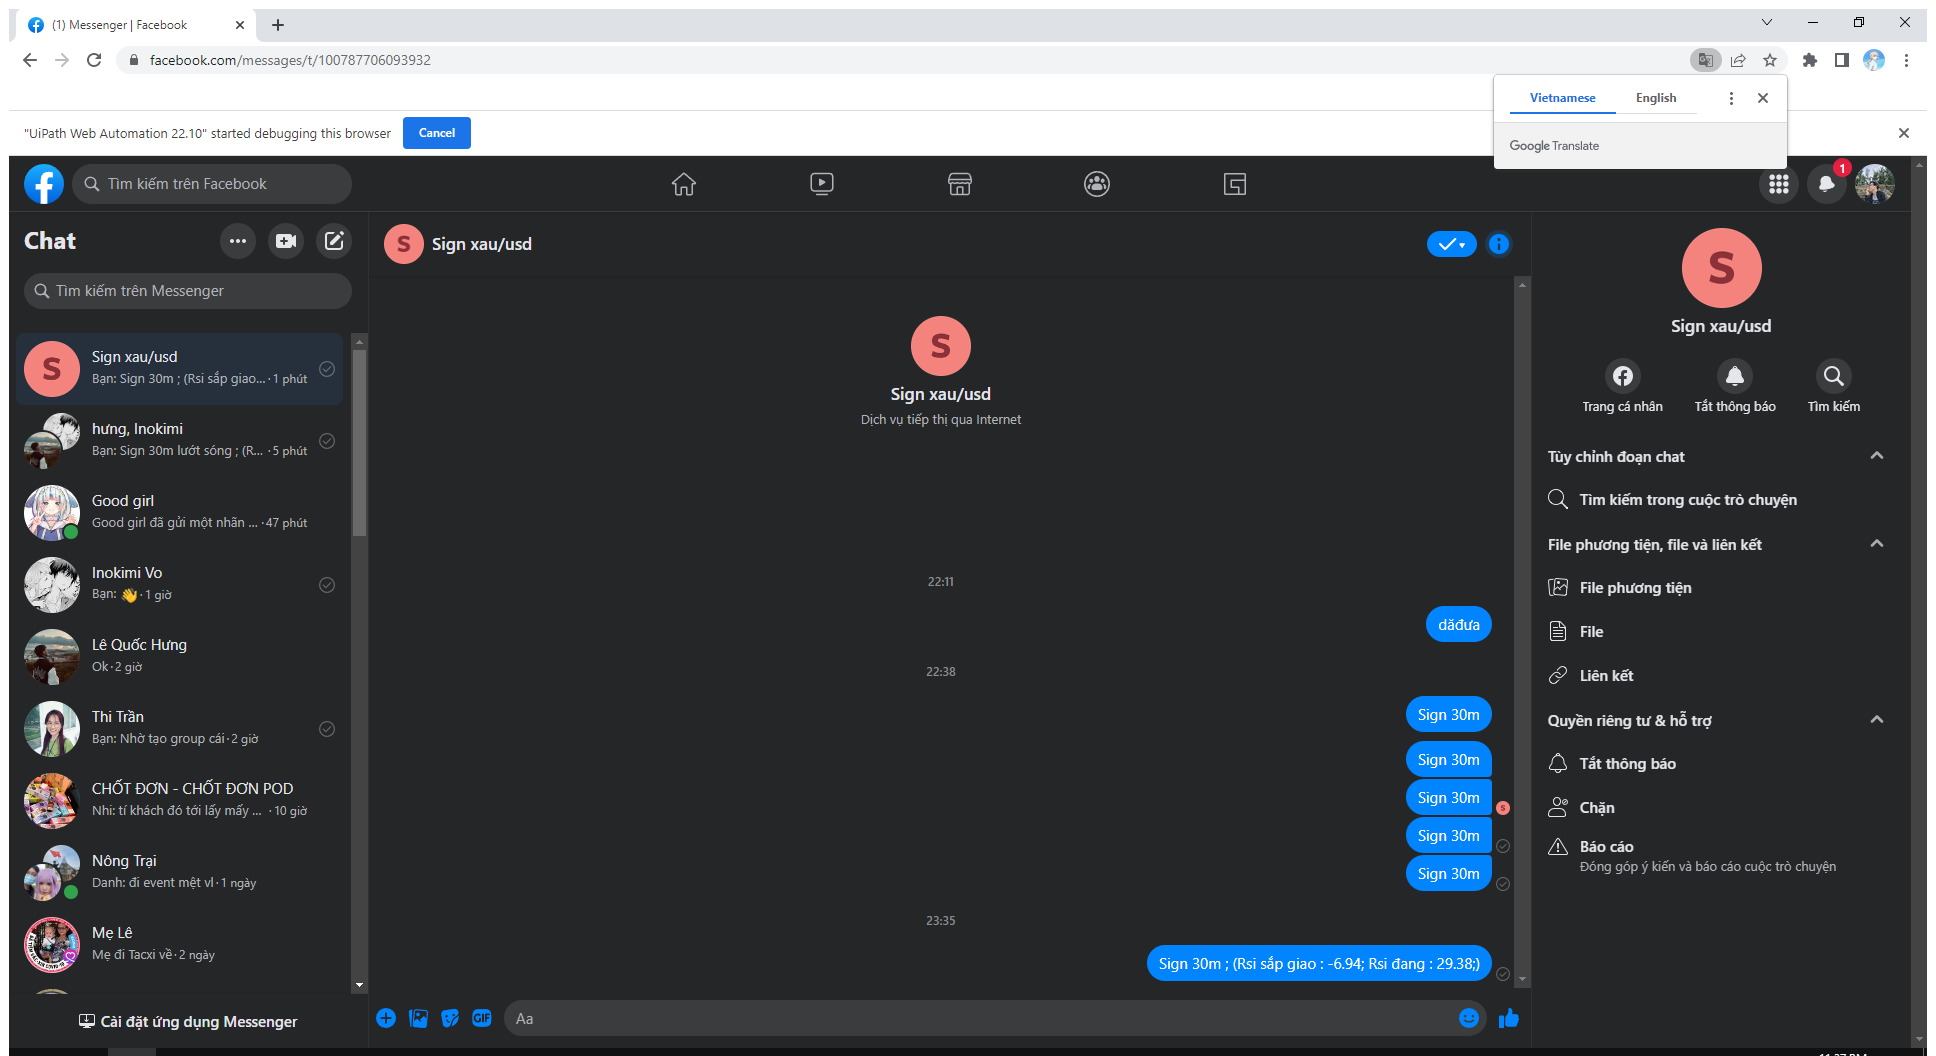 (1) Messenger | Facebook
facebook.com/messages/t/100787706093932
Vietnamese English
Google Translate
"UiPath Web Automation 22.10" started debugging this browser Cancel
Tìm kiếm trên Facebook
1
Chat
Tìm kiếm trên Messenger
S
Sign xau/usd
Bạn: Sign 30m ; (Rsi sắp giao... · 1 phút
hưng, Inokimi
Bạn: Sign 30m lướt sóng ; (R... · 5 phút
Good girl
Good girl đã gửi một nhãn ... · 47 phút
Inokimi Vo
Bạn: 👋 · 1 giờ
Lê Quốc Hưng
Ok · 2 giờ
Thi Trần
Bạn: Nhờ tạo group cái · 2 giờ
CHỐT ĐƠN - CHỐT ĐƠN POD
Nhi: tí khách đó tới lấy mấy ... · 10 giờ
Nông Trại
Danh: đi event mệt vl · 1 ngày
Mẹ Lê
Mẹ đi Tacxi về · 2 ngày
Cài đặt ứng dụng Messenger
S
Sign xau/usd
S
Sign xau/usd
Dịch vụ tiếp thị qua Internet
22:11
dăđưa
22:38
Sign 30m
Sign 30m
Sign 30m
S
Sign 30m
Sign 30m
23:35
Sign 30m ; (Rsi sắp giao : -6.94; Rsi đang : 29.38;)
GIF
Aa
S
Sign xau/usd
Trang cá nhân
Tắt thông báo
Tìm kiếm
Tùy chỉnh đoạn chat
Tìm kiếm trong cuộc trò chuyện
File phương tiện, file và liên kết
File phương tiện
File
Liên kết
Quyền riêng tư & hỗ trợ
Tắt thông báo
Chặn
Báo cáo
Đóng góp ý kiến và báo cáo cuộc trò chuyện